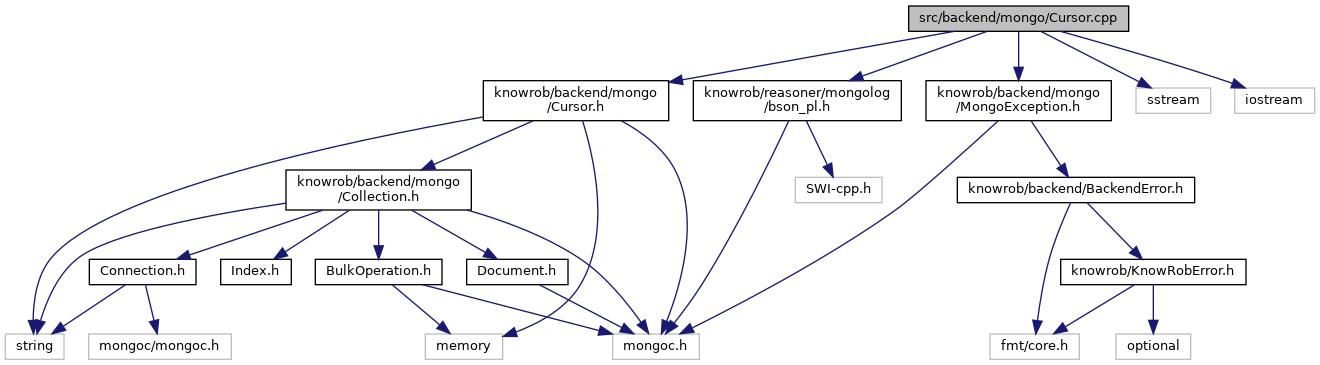 src/backend/mongo/Cursor.cpp
knowrob/backend/mongo
/Cursor.h
knowrob/reasoner/mongolog
/bson_pl.h
knowrob/backend/mongo
/MongoException.h
sstream
iostream
knowrob/backend/mongo
/Collection.h
SWI-cpp.h
knowrob/backend/BackendError.h
Connection.h
Index.h
BulkOperation.h
Document.h
knowrob/KnowRobError.h
string
mongoc/mongoc.h
memory
mongoc.h
fmt/core.h
optional